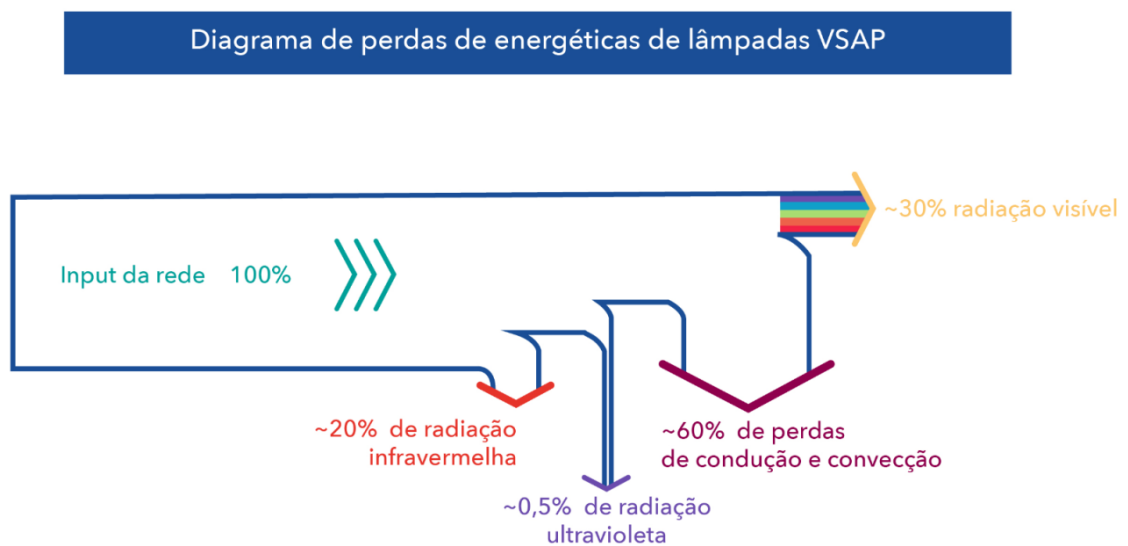 Diagrama de perdas de energéticas de lâmpadas VSAP
~30% radiação visível
Input da rede 100%
~20% de radiação
infravermelha
~60% de perdas
de condução e convecção
~0,5% de radiação
ultravioleta